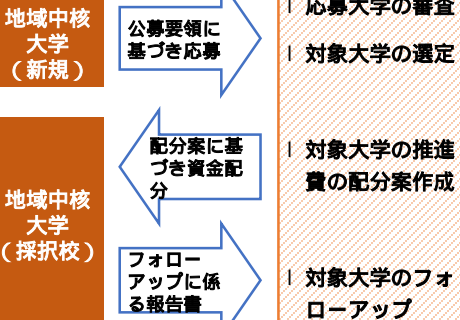 地域中核
大学
（新規）
公募要領に
基づき応募
応募大学の審査
対象大学の選定
地域中核
大学
（採択校）
配分案に基
づき資金配
分
対象大学の推進
費の配分案作成
フォロー
アップに係
る報告書
対象大学のフォ
ローアップ